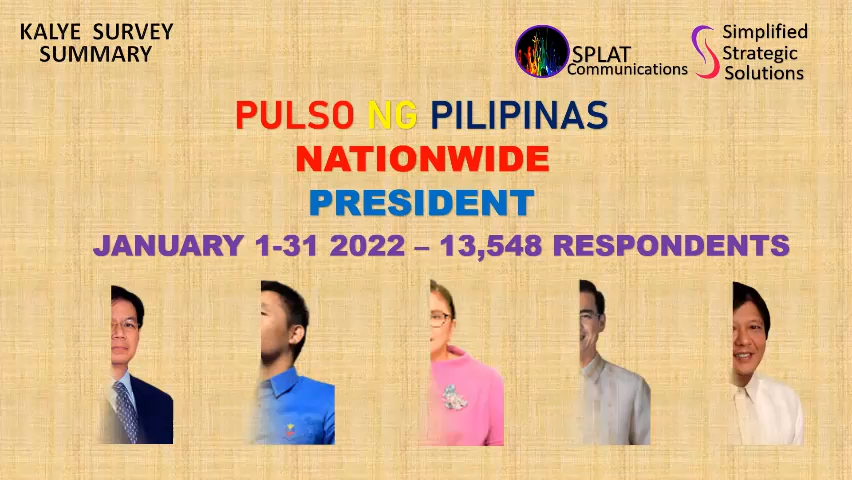 KALYE SURVEY
SUMMARY
SPLAT
Communications
Simplified
Strategic
Solutions
PULSO NG PILIPINAS
NATIONWIDE
PRESIDENT
JANUARY 1-31 2022 – 13,548 RESPONDENTS